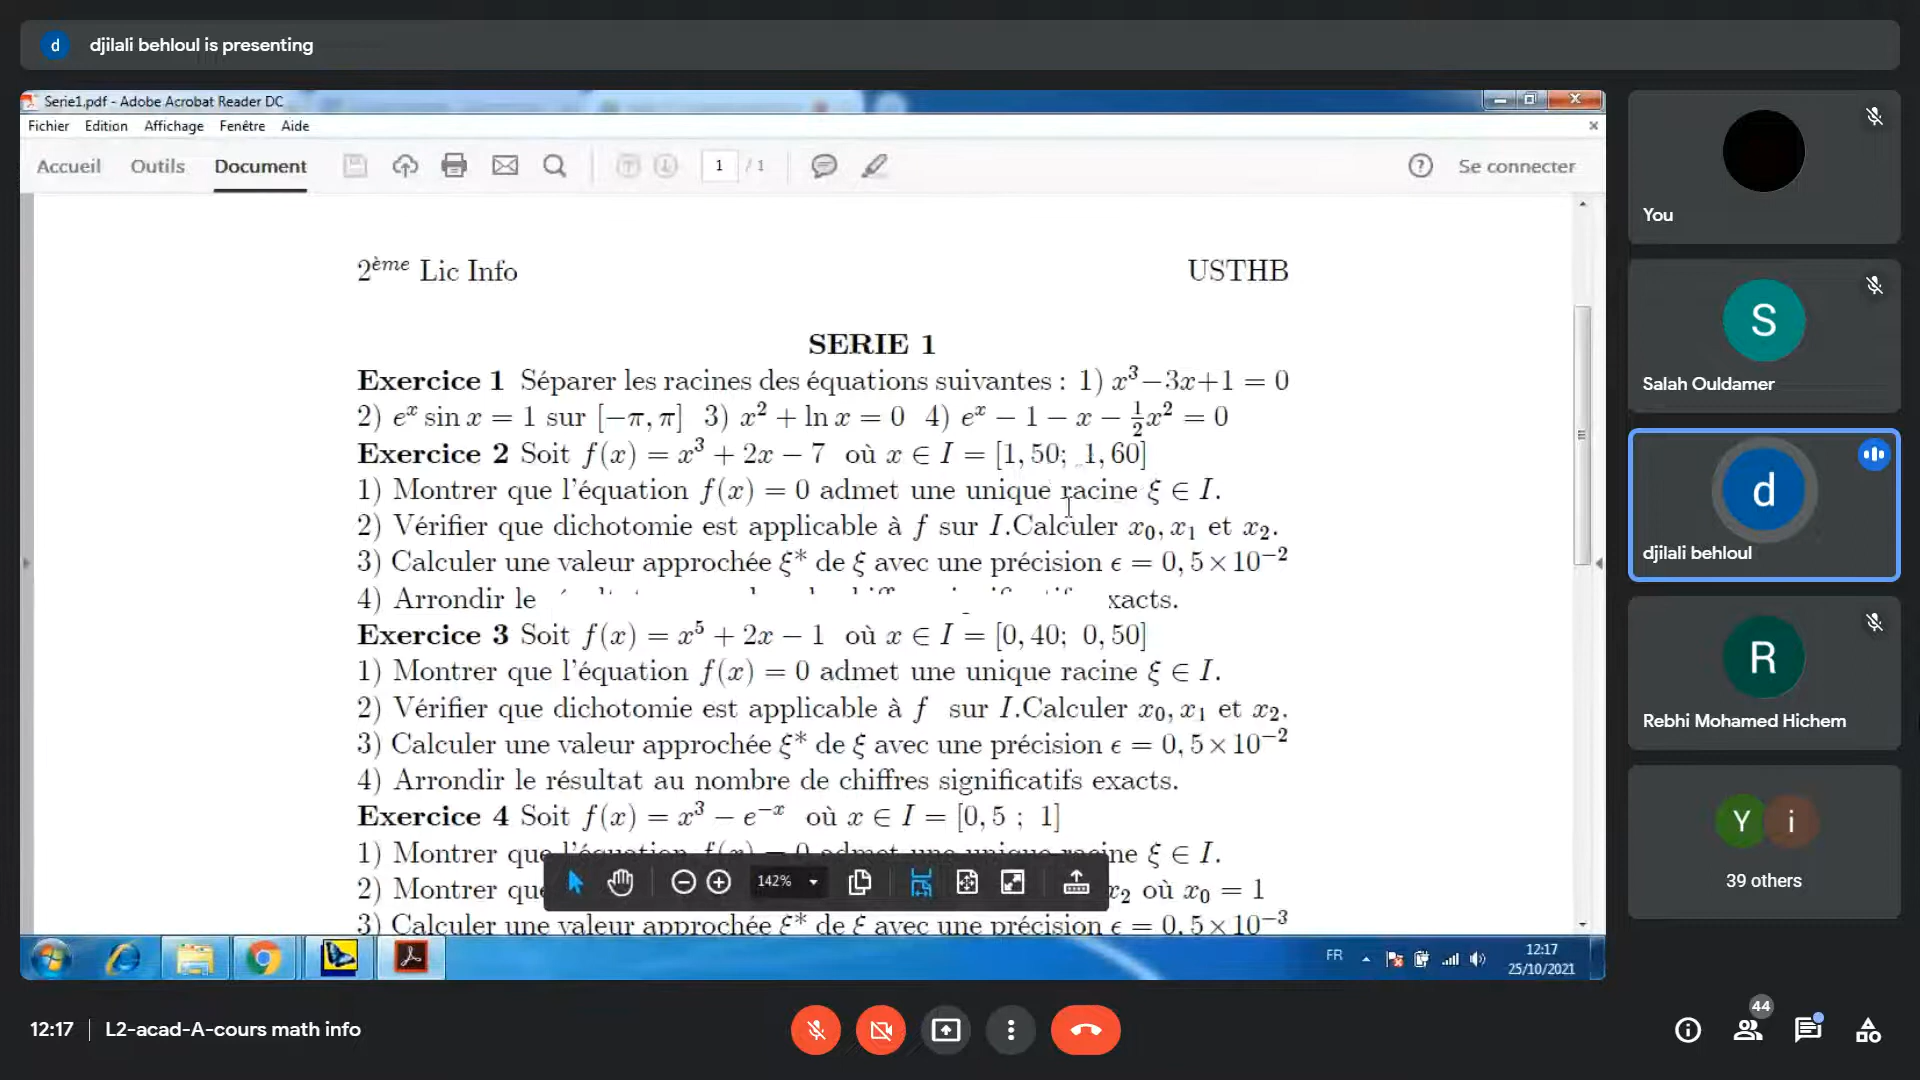 d djilali behloul is presenting
Serie1.pdf - Adobe Acrobat Reader DC
Fichier Edition Affichage Fenêtre Aide
Accueil Outils Document 1 / 1 Se connecter
2ème Lic Info USTHB
SERIE 1
Exercice 1 Séparer les racines des équations suivantes : 1) x³−3x+1 = 0
2) eˣ sin x = 1 sur [−π, π] 3) x² + ln x = 0 4) eˣ − 1 − x − ½x² = 0
Exercice 2 Soit f(x) = x³ + 2x − 7 où x ∈ I = [1, 50; 1, 60]
1) Montrer que l'équation f(x) = 0 admet une unique racine ξ ∈ I.
2) Vérifier que dichotomie est applicable à f sur I.Calculer x₀, x₁ et x₂.
3) Calculer une valeur approchée ξ* de ξ avec une précision ϵ = 0, 5×10⁻²
4) Arrondir le xacts.
Exercice 3 Soit f(x) = x⁵ + 2x − 1 où x ∈ I = [0, 40; 0, 50]
1) Montrer que l'équation f(x) = 0 admet une unique racine ξ ∈ I.
2) Vérifier que dichotomie est applicable à f sur I.Calculer x₀, x₁ et x₂.
3) Calculer une valeur approchée ξ* de ξ avec une précision ϵ = 0, 5×10⁻²
4) Arrondir le résultat au nombre de chiffres significatifs exacts.
Exercice 4 Soit f(x) = x³ − e⁻ˣ où x ∈ I = [0, 5 ; 1]
1) Montrer que l'équation f(x) = 0 admet une unique racine ξ ∈ I.
2) Montrer que x₂ où x₀ = 1
3) Calculer une valeur approchée ξ* de ξ avec une précision ϵ = 0, 5×10⁻³
142%
FR 12:17
25/10/2021
You
S
Salah Ouldamer
d
djilali behloul
R
Rebhi Mohamed Hichem
Y i
39 others
12:17 | L2-acad-A-cours math info
44